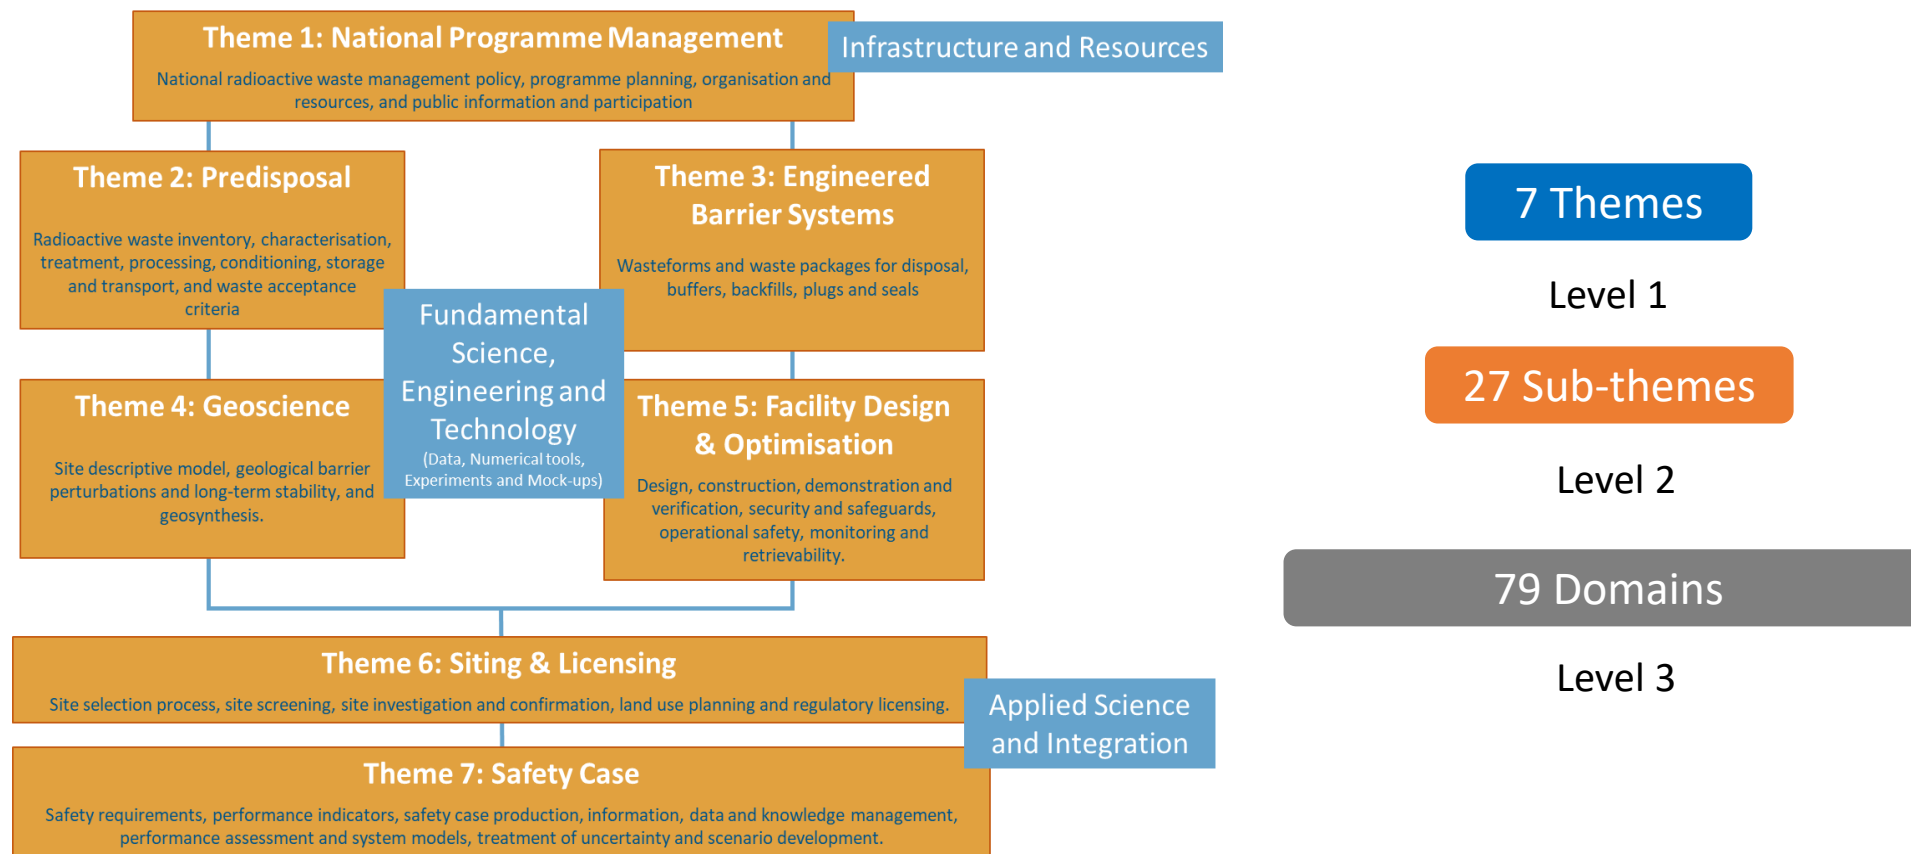 Theme 1: National Programme Management
National radioactive waste management policy, programme planning, organisation and
resources, and public information and participation
Infrastructure and Resources
Theme 2: Predisposal
Radioactive waste inventory, characterisation,
treatment, processing, conditioning, storage
and transport, and waste acceptance
criteria
Theme 3: Engineered
Barrier Systems
Wasteforms and waste packages for disposal,
buffers, backfills, plugs and seals
Fundamental
Science,
Engineering and
Technology
(Data, Numerical tools,
Experiments and Mock-ups)
Theme 4: Geoscience
Site descriptive model, geological barrier
perturbations and long-term stability, and
geosynthesis.
Theme 5: Facility Design
& Optimisation
Design, construction, demonstration and
verification, security and safeguards,
operational safety, monitoring and
retrievability.
Theme 6: Siting & Licensing
Site selection process, site screening, site investigation and confirmation, land use planning and regulatory licensing.
Applied Science
and Integration
Theme 7: Safety Case
Safety requirements, performance indicators, safety case production, information, data and knowledge management,
performance assessment and system models, treatment of uncertainty and scenario development.
7 Themes
Level 1
27 Sub-themes
Level 2
79 Domains
Level 3